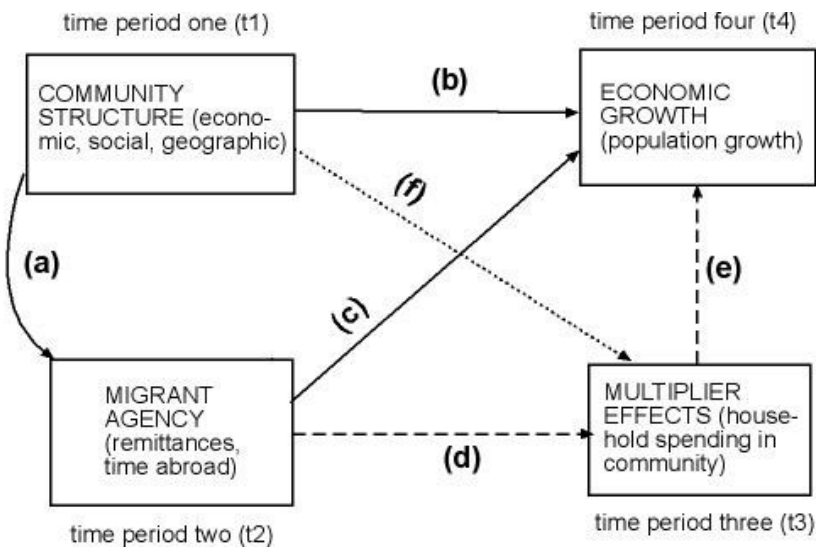 time period one (t1)
time period four (t4)
COMMUNITY
STRUCTURE (econo-
mic, social, geographic)
(b)
ECONOMIC
GROWTH
(population growth)
(f)
(a)
(e)
(c)
MIGRANT
AGENCY
(remittances,
time abroad)
(d)
MULTIPLIER
EFFECTS (house-
hold spending in
community)
time period two (t2)
time period three (t3)